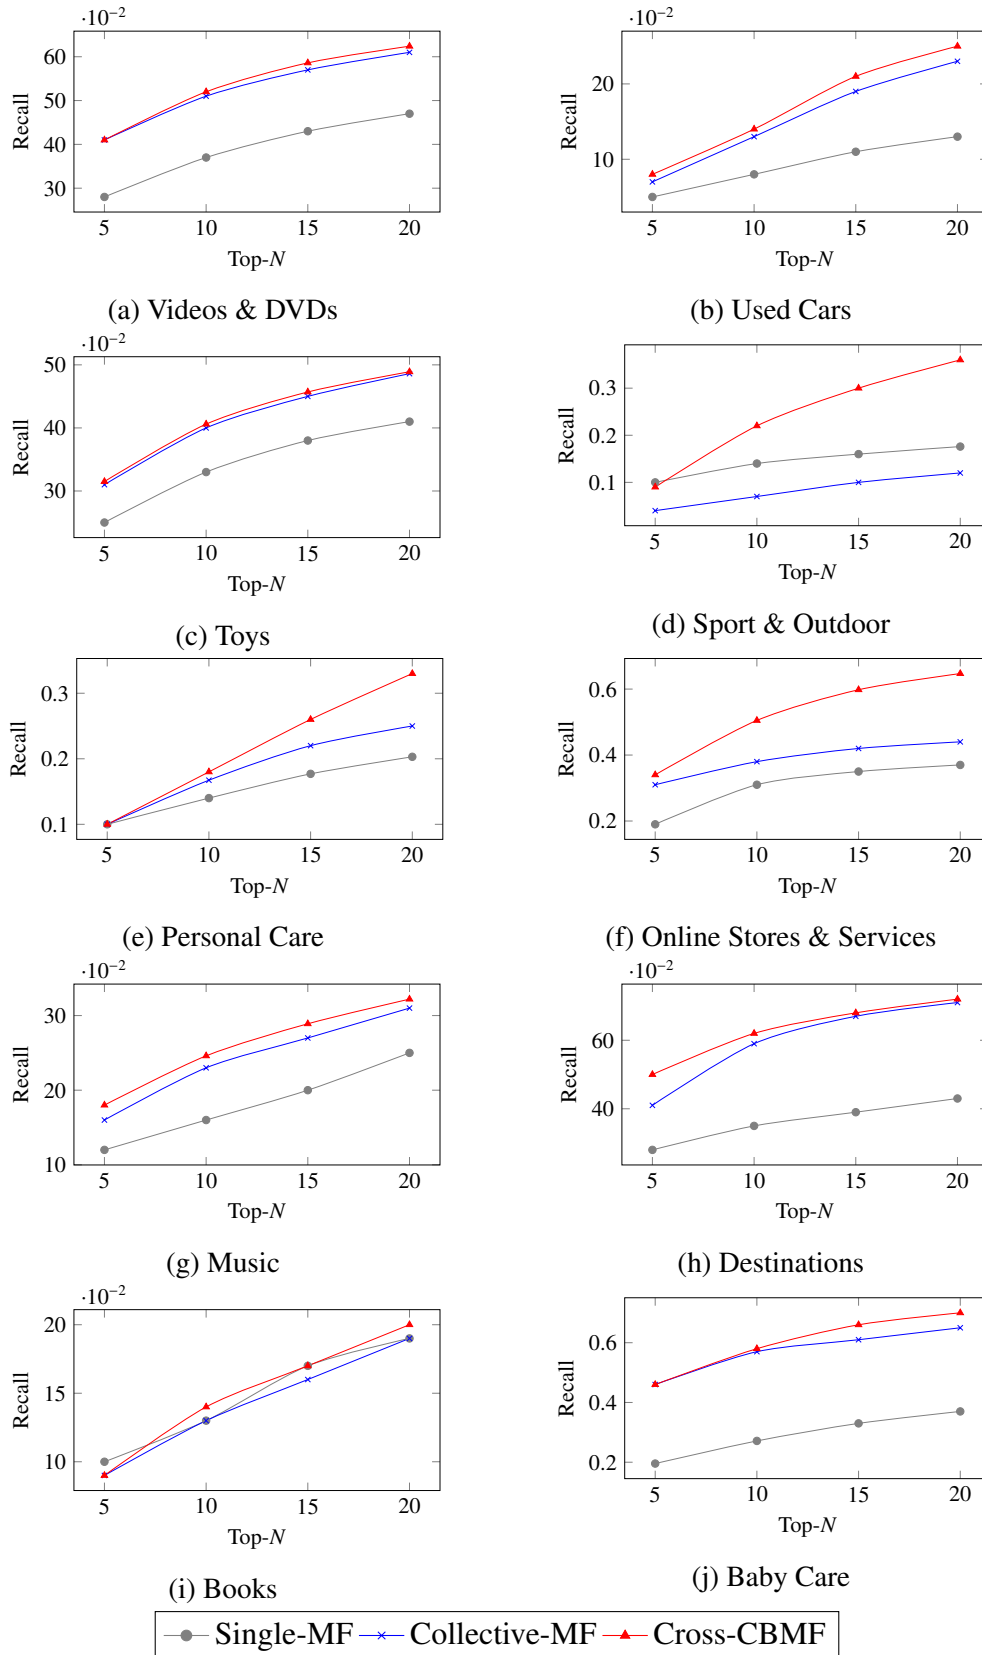 ·10−2
60
50
40
30
Recall
5 10 15 20
Top-N
(a) Videos & DVDs
·10−2
20
10
Recall
5 10 15 20
Top-N
(b) Used Cars
·10−2
50
40
30
Recall
5 10 15 20
Top-N
(c) Toys
0.3
0.2
0.1
Recall
5 10 15 20
Top-N
(d) Sport & Outdoor
0.3
0.2
0.1
Recall
5 10 15 20
Top-N
(e) Personal Care
0.6
0.4
0.2
Recall
5 10 15 20
Top-N
(f) Online Stores & Services
·10−2
30
20
10
Recall
5 10 15 20
Top-N
(g) Music
·10−2
60
40
Recall
5 10 15 20
Top-N
(h) Destinations
·10−2
20
15
10
Recall
5 10 15 20
Top-N
(i) Books
0.6
0.4
0.2
Recall
5 10 15 20
Top-N
(j) Baby Care
Single-MF Collective-MF Cross-CBMF